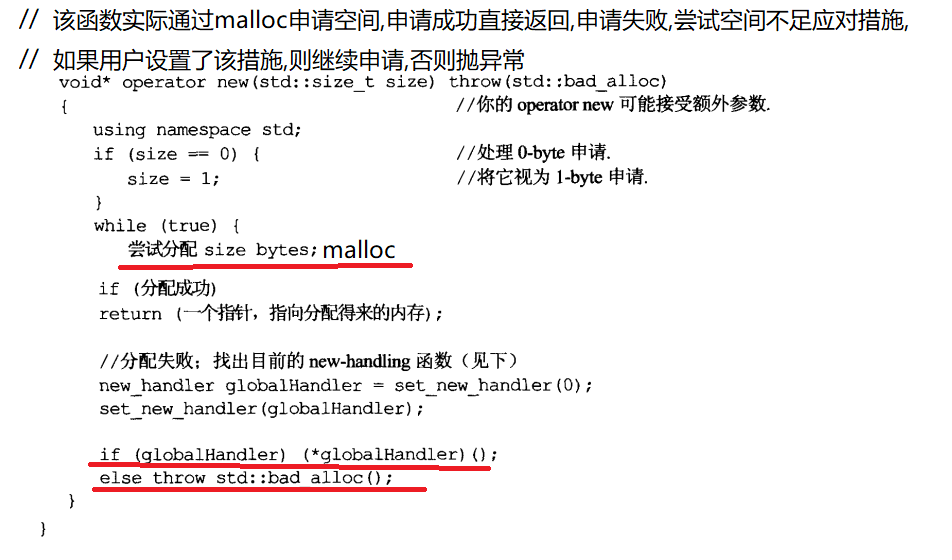 // 该函数实际通过malloc申请空间,申请成功直接返回,申请失败,尝试空间不足应对措施,
// 如果用户设置了该措施,则继续申请,否则抛异常
void* operator new(std::size_t size) throw(std::bad_alloc)
{ //你的 operator new 可能接受额外参数.
using namespace std;
if (size == 0) { //处理 0-byte 申请.
size = 1; //将它视为 1-byte 申请.
}
while (true) {
尝试分配 size bytes; malloc
if (分配成功)
return (一个指针，指向分配得来的内存);
//分配失败；找出目前的 new-handling 函数（见下）
new_handler globalHandler = set_new_handler(0);
set_new_handler(globalHandler);
if (globalHandler) (*globalHandler)();
else throw std::bad_alloc();
}
}